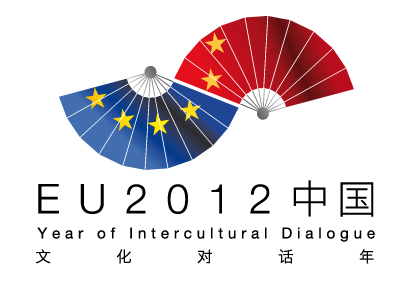 EU2012中国
Year of Intercultural Dialogue
文化对话年